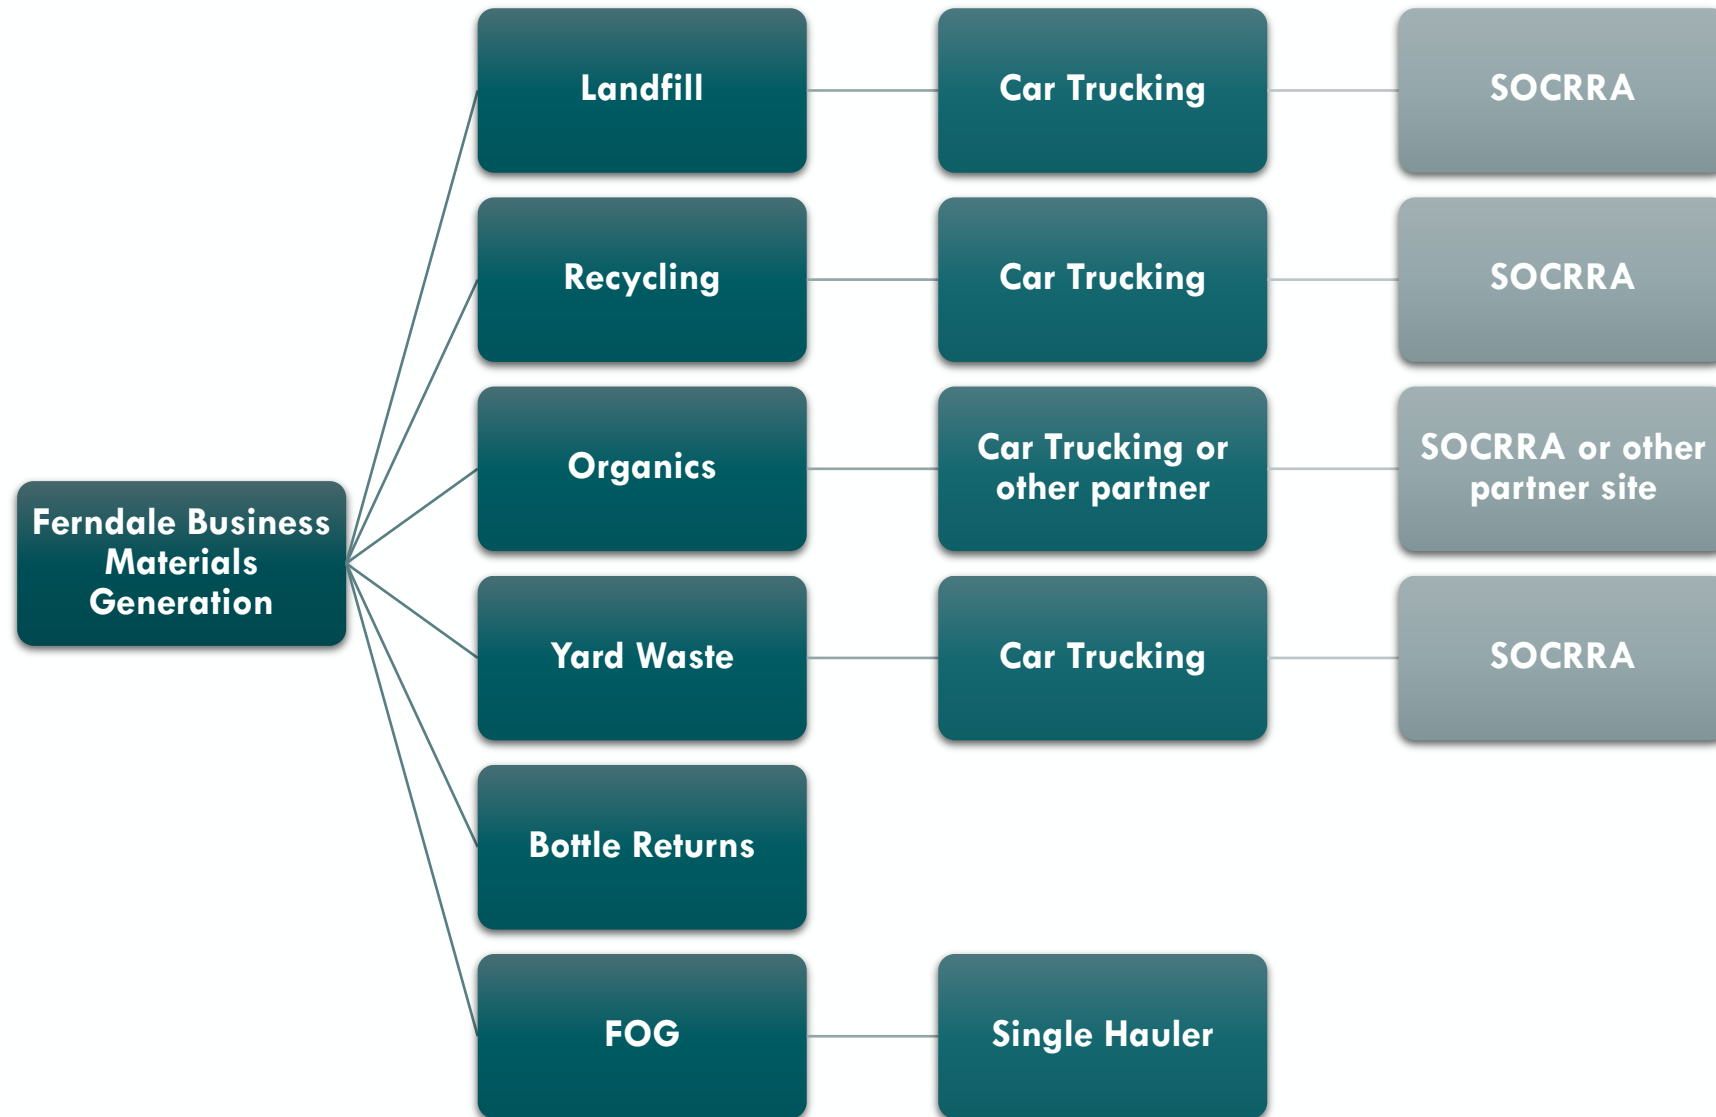 Landfill
Car Trucking
SOCRRA
Recycling
Car Trucking
SOCRRA
Organics
Car Trucking or
other partner
SOCRRA or other
partner site
Ferndale Business
Materials
Generation
Yard Waste
Car Trucking
SOCRRA
Bottle Returns
FOG
Single Hauler